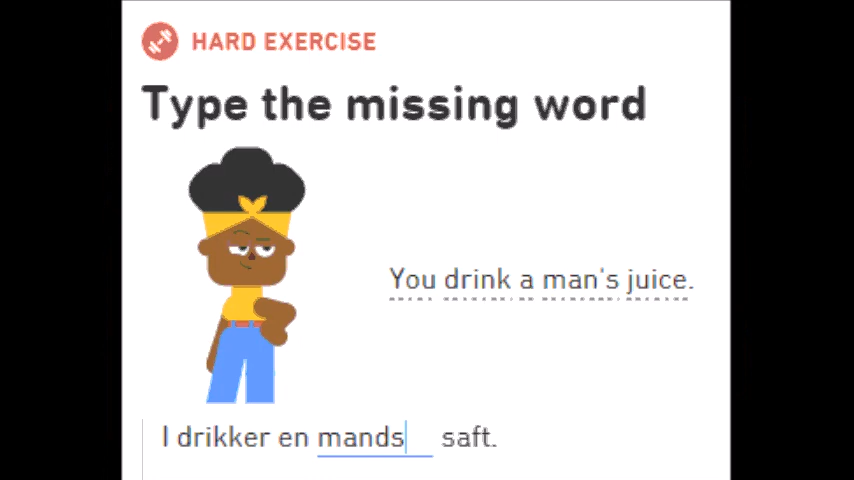 HARD EXERCISE
Type the missing word
You drink a man's juice.
I drikker en mands saft.